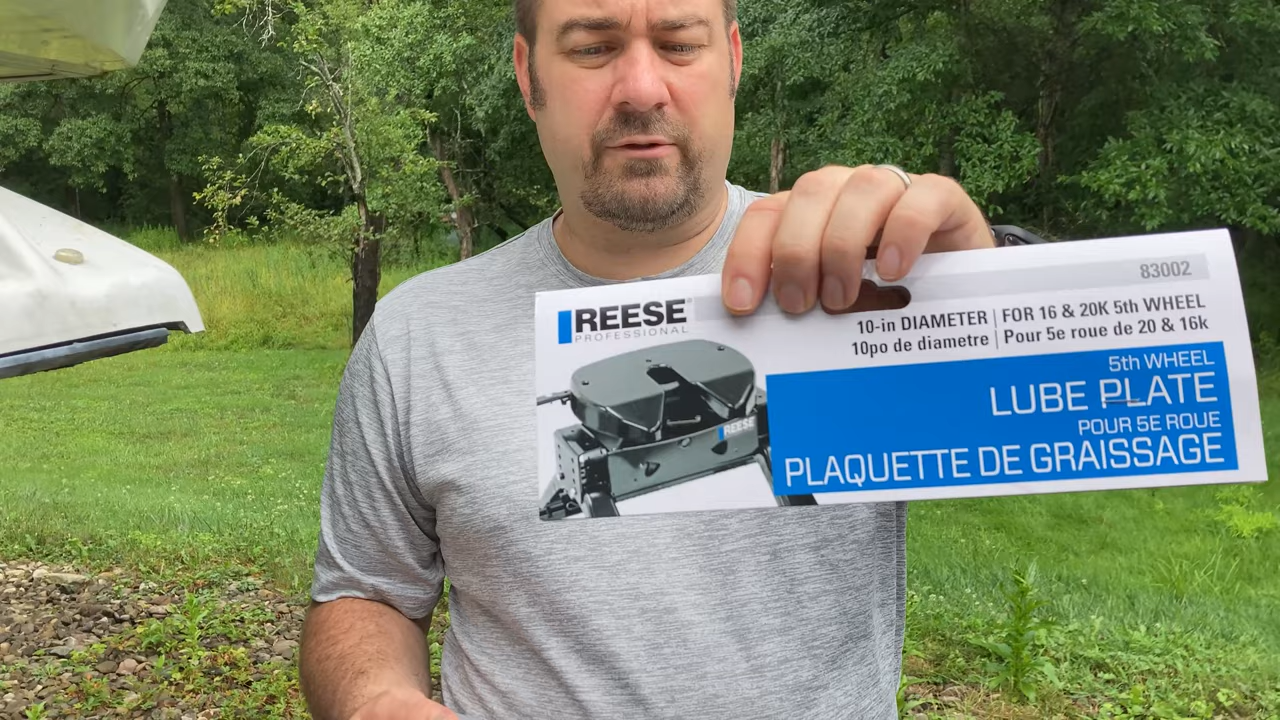 83002
REESE
PROFESSIONAL
10-in DIAMETER | FOR 16 & 20K 5th WHEEL
10po de diametre | Pour 5e roue de 20 & 16k
5th WHEEL
LUBE PLATE
POUR 5E ROUE
PLAQUETTE DE GRAISSAGE
REESE